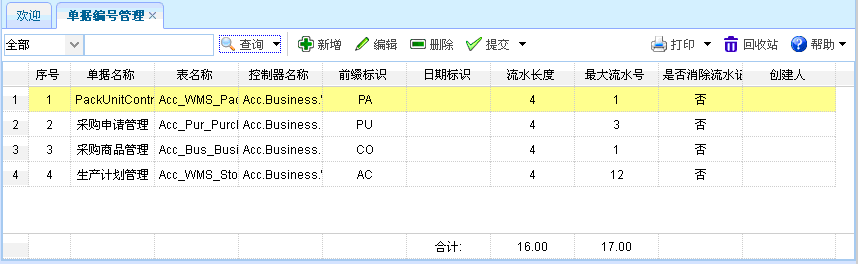 欢迎 单据编号管理
全部 查询 新增 编辑 删除 提交 打印 回收站 帮助
序号 单据名称 表名称 控制器名称 前缀标识 日期标识 流水长度 最大流水号 是否消除流水 创建人
1 1 PackUnitContr Acc_WMS_Pac Acc.Business. PA 4 1 否
2 2 采购申请管理 Acc_Pur_Purcl Acc.Business. PU 4 3 否
3 3 采购商品管理 Acc_Bus_Busi Acc.Business. CO 4 1 否
4 4 生产计划管理 Acc_WMS_Sto Acc.Business. AC 4 12 否
合计: 16.00 17.00